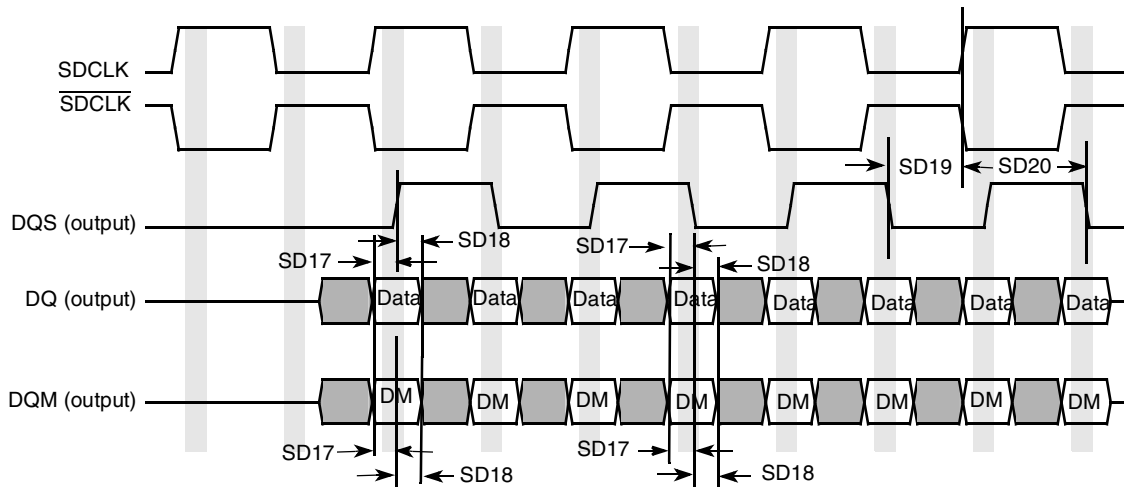 SDCLK
SDCLK
SD19
SD20
DQS (output)
SD18
SD17
SD17
SD18
DQ (output)
Data
Data
Data
Data
Data
Data
Data
Data
DQM (output)
DM
DM
DM
DM
DM
DM
DM
DM
SD17
SD18
SD17
SD18